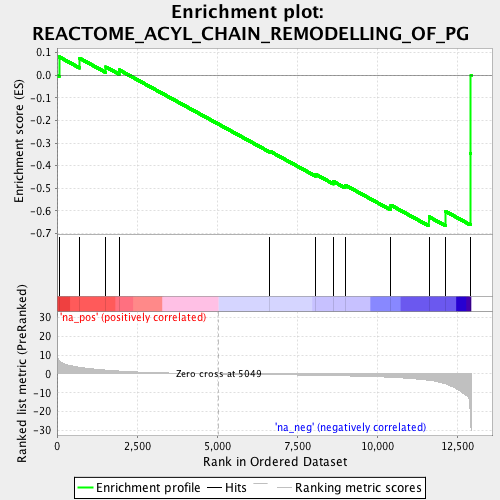 Enrichment plot:
REACTOME_ACYL_CHAIN_REMODELLING_OF_PG
Enrichment score (ES)
0.1
0.0
-0.1
-0.2
-0.3
-0.4
-0.5
-0.6
-0.7
'na_pos' (positively correlated)
Ranked list metric (PreRanked)
30
20
10
0
-10
-20
-30
Zero cross at 5049
'na_neg' (negatively correlated)
0
2,500
5,000
7,500
10,000
12,500
Rank in Ordered Dataset
Enrichment profile
Hits
Ranking metric scores